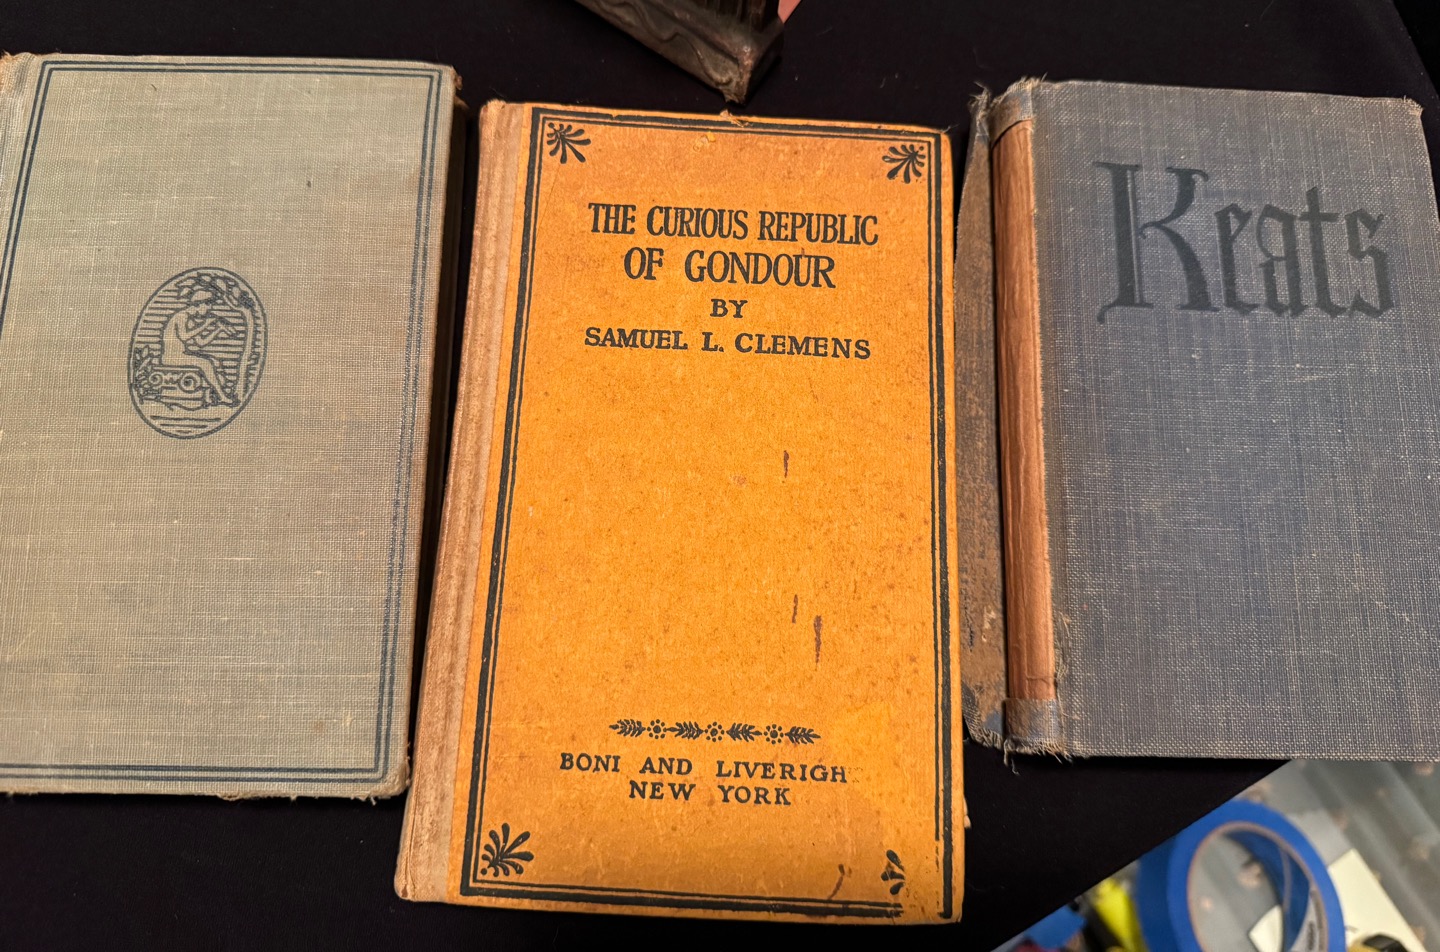 THE CURIOUS REPUBLIC
OF GONDOUR
BY
SAMUEL L. CLEMENS
BONI AND LIVERIGH
NEW YORK
Keats